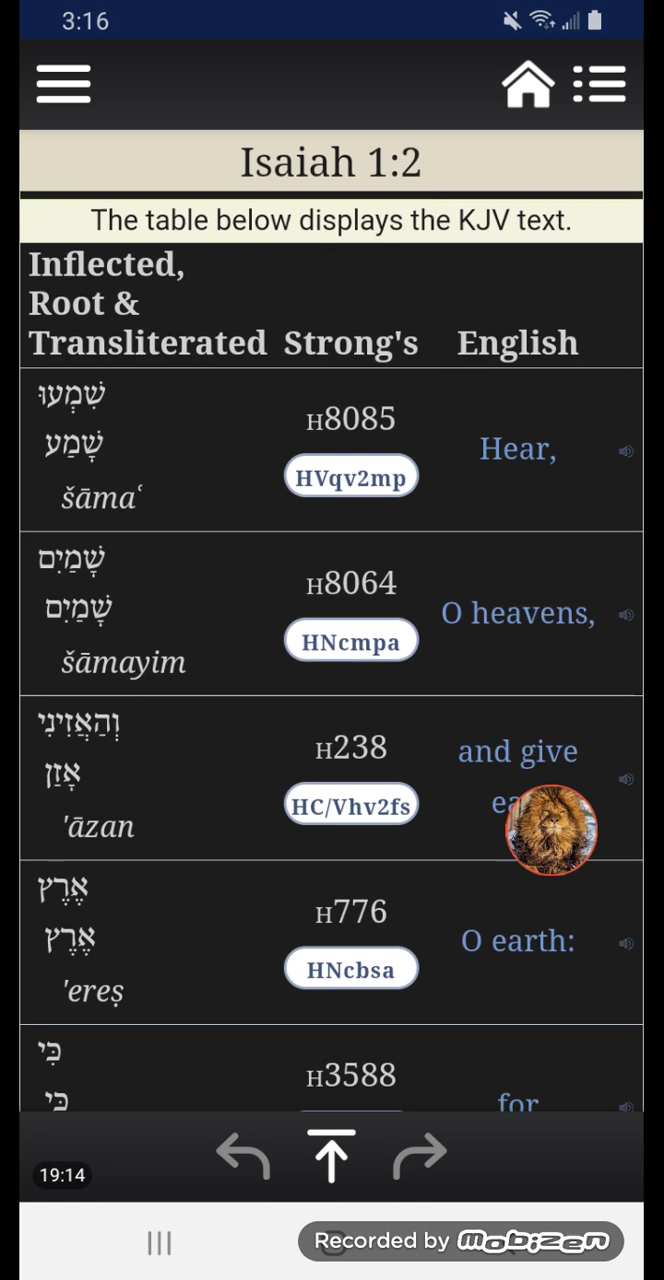 3:16
Isaiah 1:2
The table below displays the KJV text.
Inflected,
Root &
Transliterated Strong's English
שִׁמְעוּ
שָׁמַע
šāmaʿ
H8085
HVqv2mp
Hear,
שָׁמַיִם
שָׁמַיִם
šāmayim
H8064
HNcmpa
O heavens,
וְהַאֲזִינִי
אָזַן
'āzan
H238
HC/Vhv2fs
and give
אֶרֶץ
אֶרֶץ
'ereṣ
H776
HNcbsa
O earth:
כִּי
כִּי
H3588
for
19:14
Recorded by mobizen